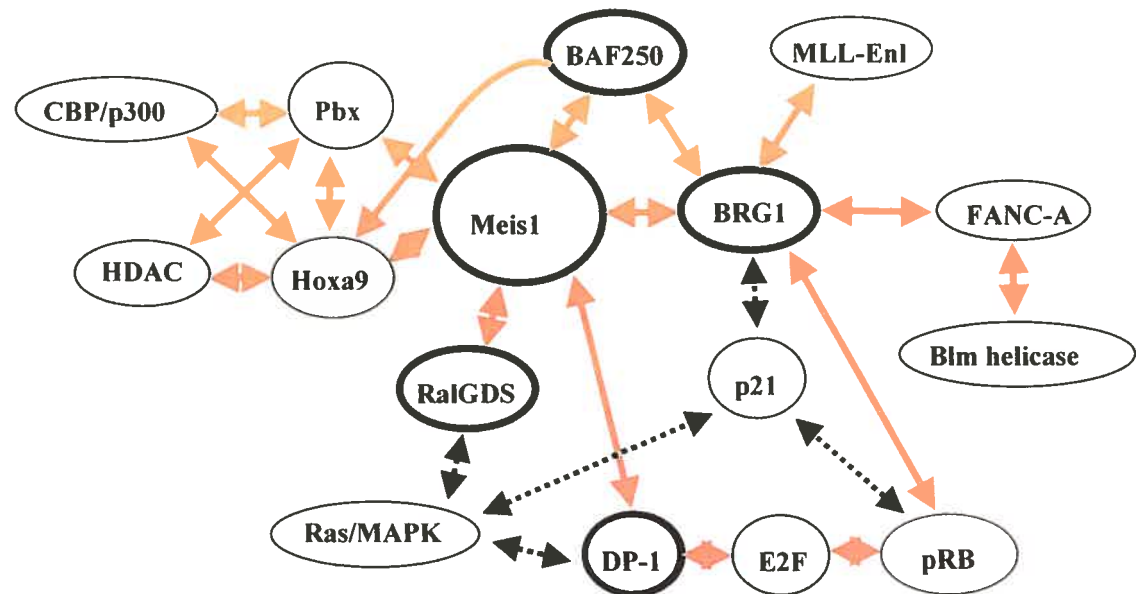 BAF250
MLL-Enl
CBP/p300
Pbx
Meis1
BRG1
FANC-A
HDAC
Hoxa9
Blm helicase
RalGDS
p21
Ras/MAPK
DP-1
E2F
pRB